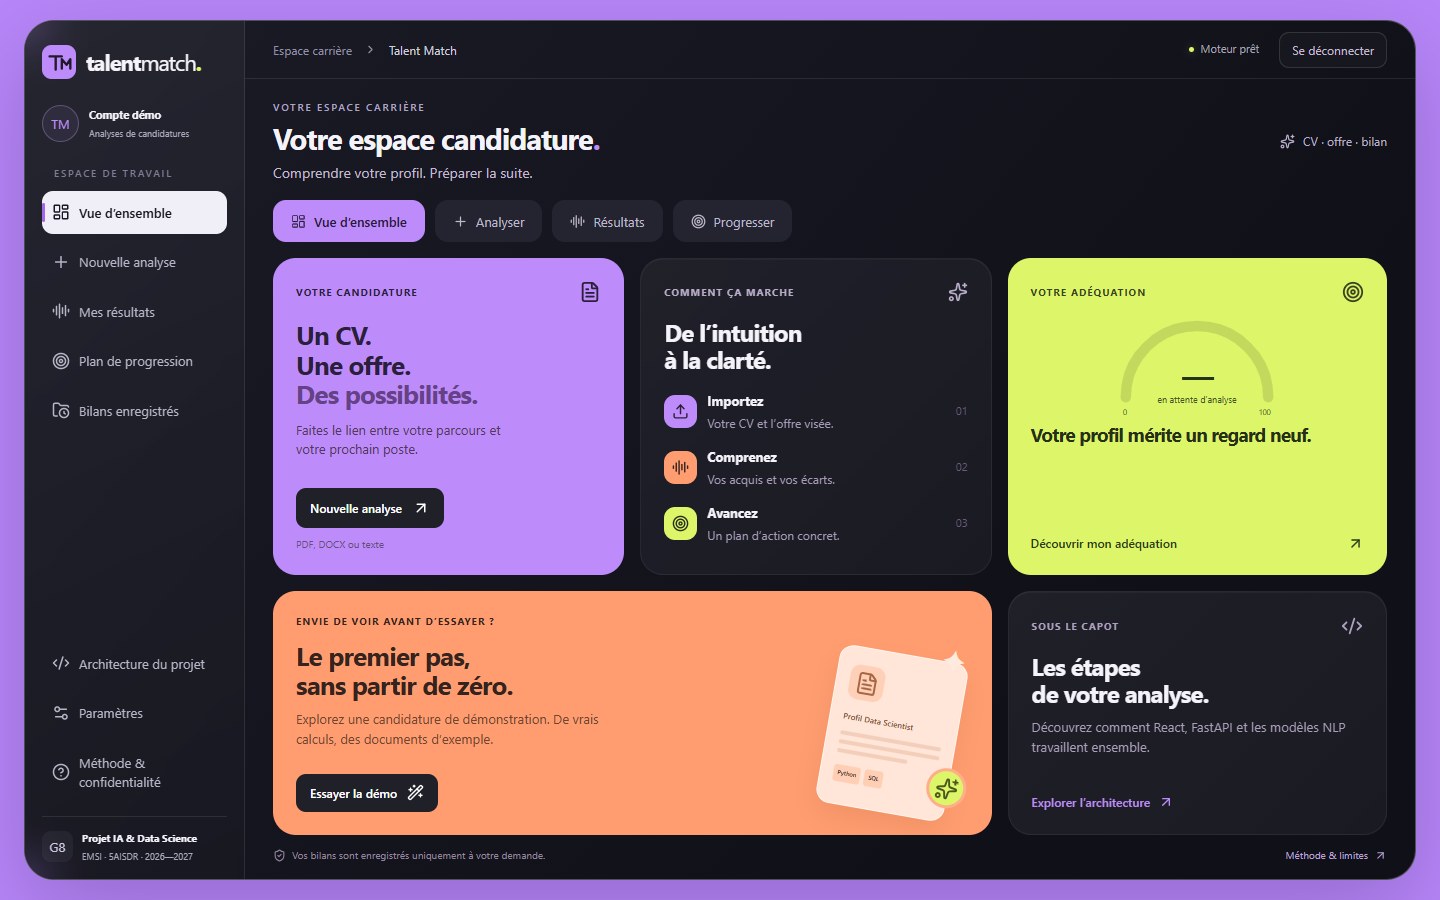 TM talentmatch.
TM
Compte démo
Analyses de candidatures
ESPACE DE TRAVAIL
Vue d'ensemble
Nouvelle analyse
Mes résultats
Plan de progression
Bilans enregistrés
Architecture du projet
Paramètres
Méthode &
confidentialité
G8
Projet IA & Data Science
EMSI · 5AISDR · 2026—2027
Espace carrière > Talent Match
Moteur prêt
Se déconnecter
VOTRE ESPACE CARRIÈRE
Votre espace candidature.
Comprendre votre profil. Préparer la suite.
CV · offre · bilan
Vue d'ensemble
Analyser
Résultats
Progresser
VOTRE CANDIDATURE
Un CV.
Une offre.
Des possibilités.
Faites le lien entre votre parcours et
votre prochain poste.
Nouvelle analyse
PDF, DOCX ou texte
COMMENT ÇA MARCHE
De l'intuition
à la clarté.
Importez
Votre CV et l'offre visée.
01
Comprenez
Vos acquis et vos écarts.
02
Avancez
Un plan d'action concret.
03
VOTRE ADÉQUATION
—
en attente d'analyse
0
100
Votre profil mérite un regard neuf.
Découvrir mon adéquation
ENVIE DE VOIR AVANT D'ESSAYER ?
Le premier pas,
sans partir de zéro.
Explorez une candidature de démonstration. De vrais
calculs, des documents d'exemple.
Essayer la démo
Profil Data Scientist
Python
SQL
SOUS LE CAPOT
Les étapes
de votre analyse.
Découvrez comment React, FastAPI et les modèles NLP
travaillent ensemble.
Explorer l'architecture
Vos bilans sont enregistrés uniquement à votre demande.
Méthode & limites